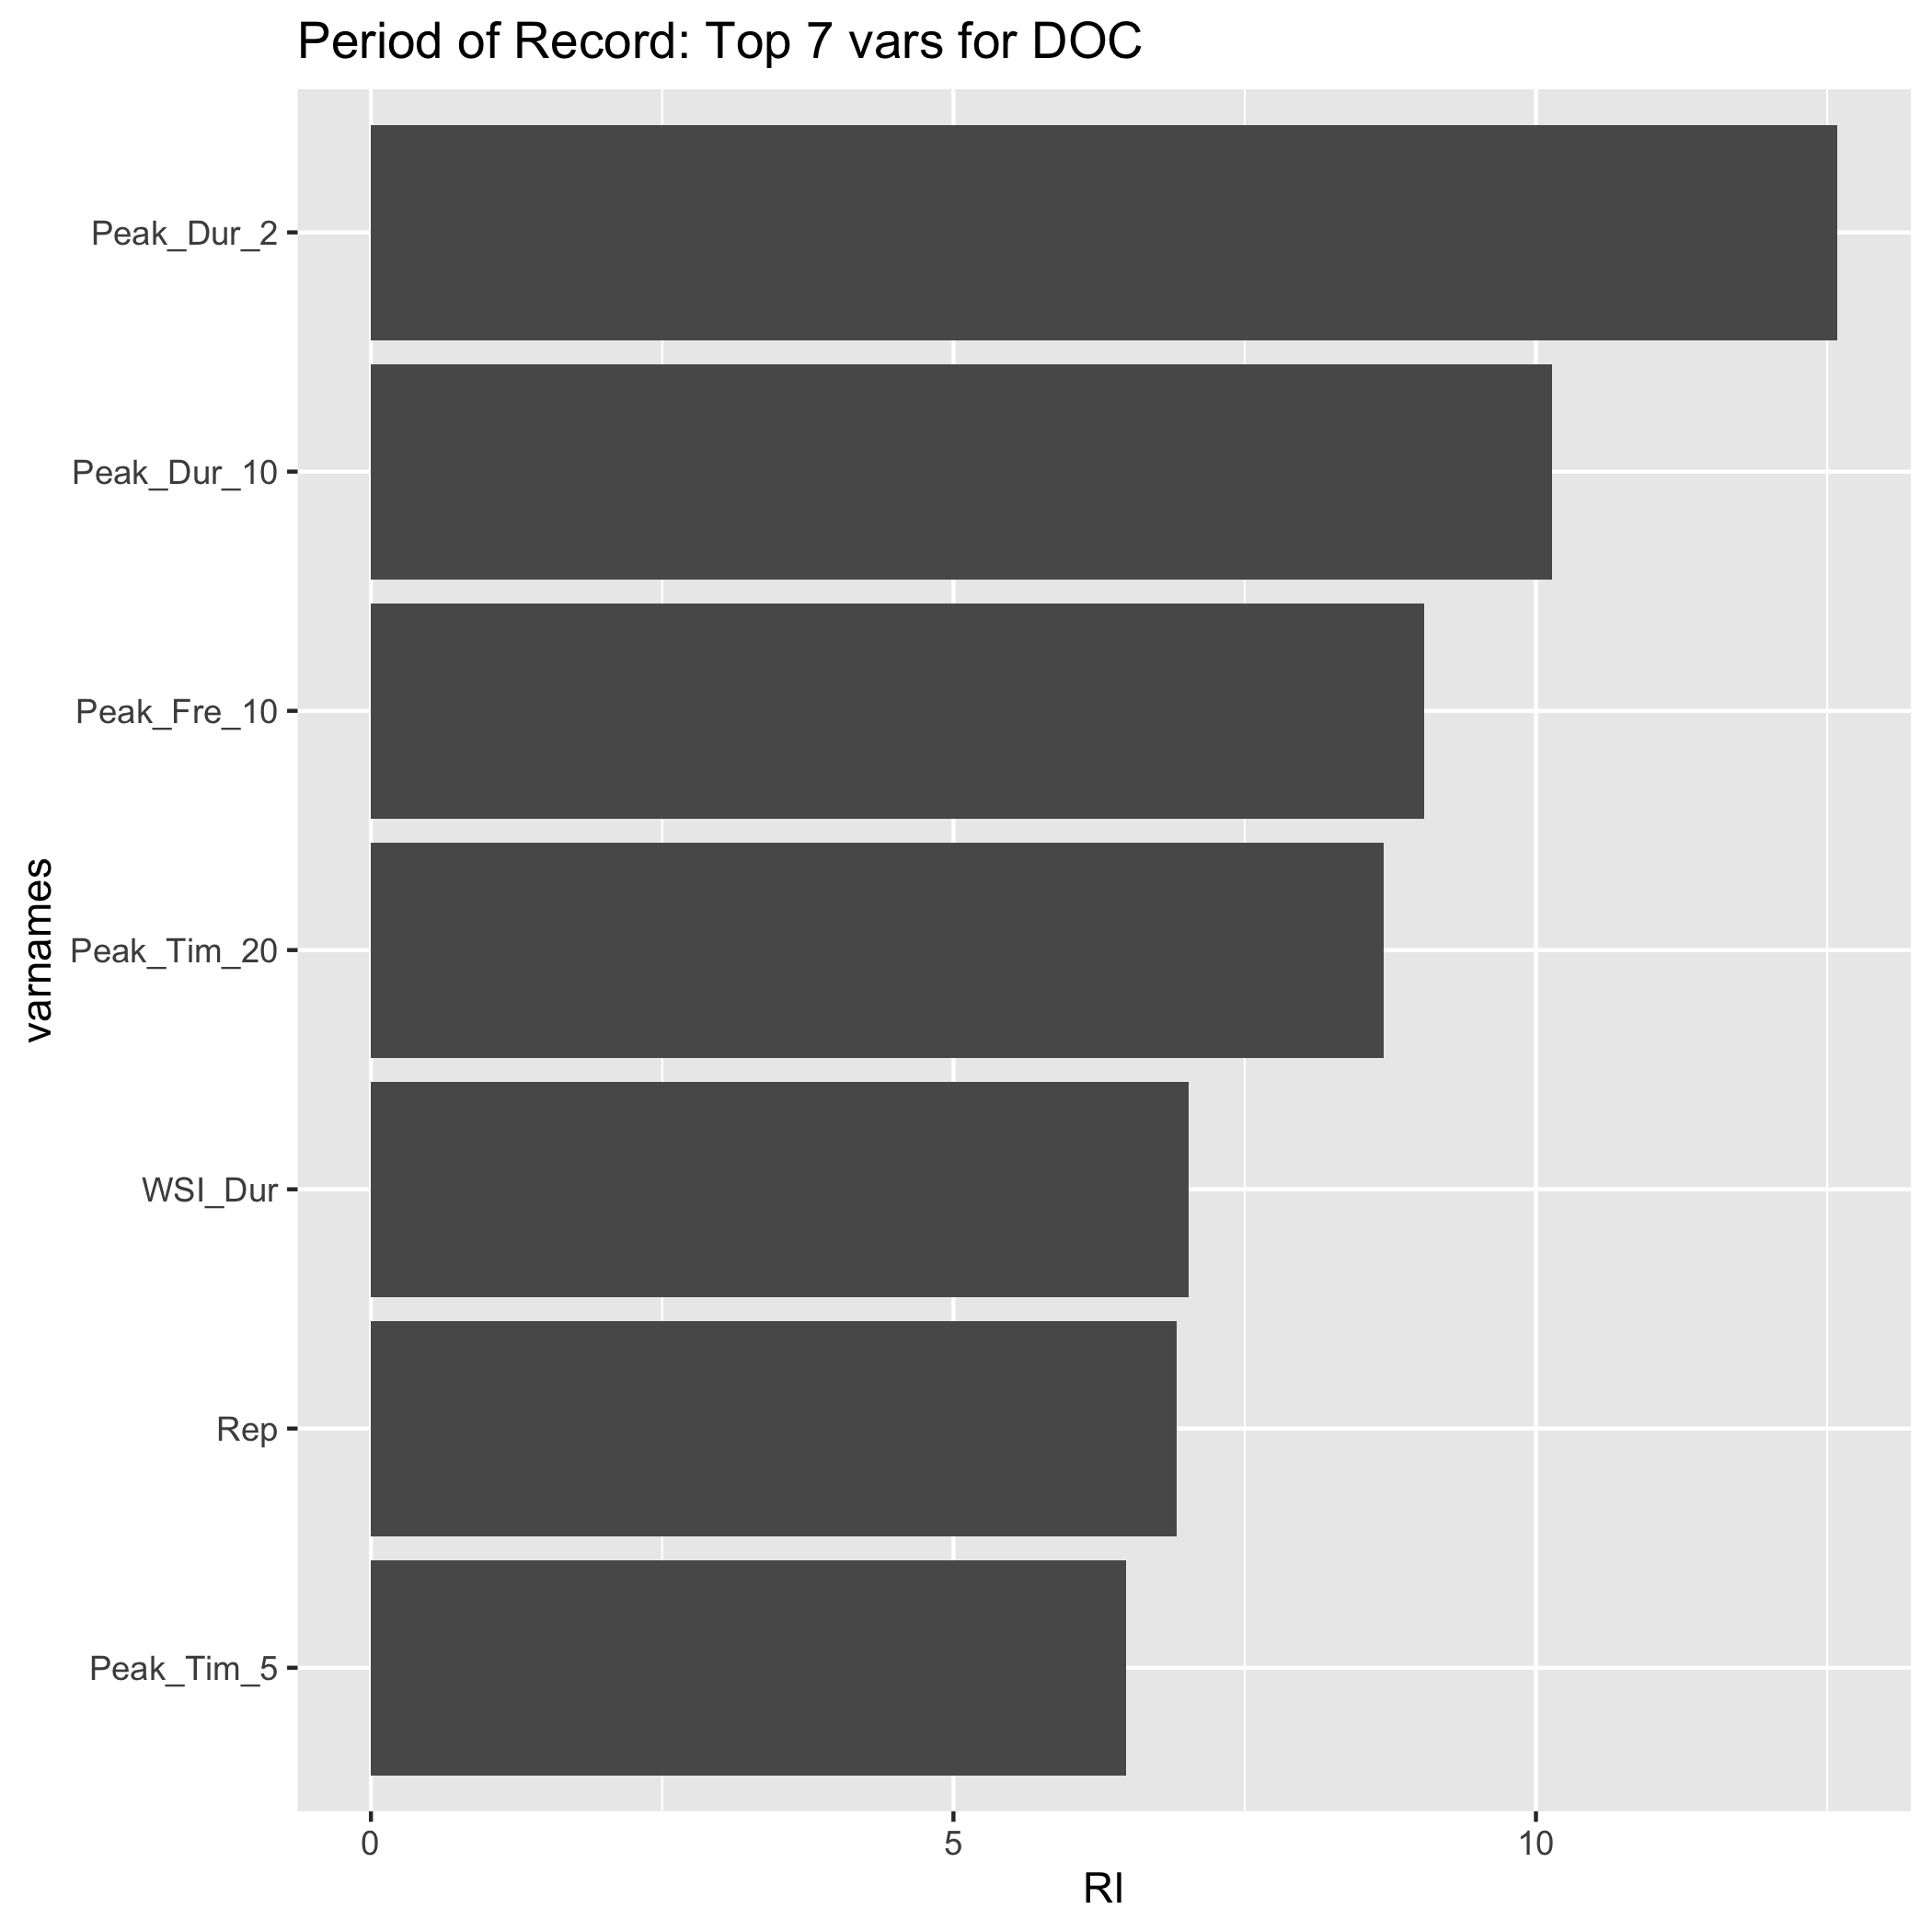 Period of Record: Top 7 vars for DOC
varnames
Peak_Dur_2
Peak_Dur_10
Peak_Fre_10
Peak_Tim_20
WSI_Dur
Rep
Peak_Tim_5
0 5 10
RI